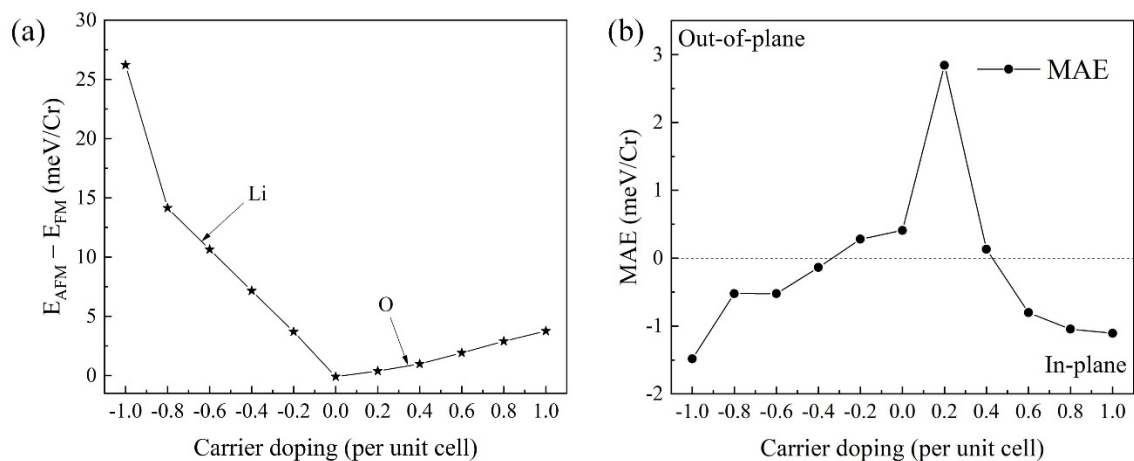 (a)
30
25
20
15
10
5
0
E_AFM − E_FM (meV/Cr)
Li
O
-1.0 -0.8 -0.6 -0.4 -0.2 0.0 0.2 0.4 0.6 0.8 1.0
Carrier doping (per unit cell)
(b)
Out-of-plane
MAE
3
2
1
0
-1
-2
MAE (meV/Cr)
In-plane
-1.0 -0.8 -0.6 -0.4 -0.2 0.0 0.2 0.4 0.6 0.8 1.0
Carrier doping (per unit cell)